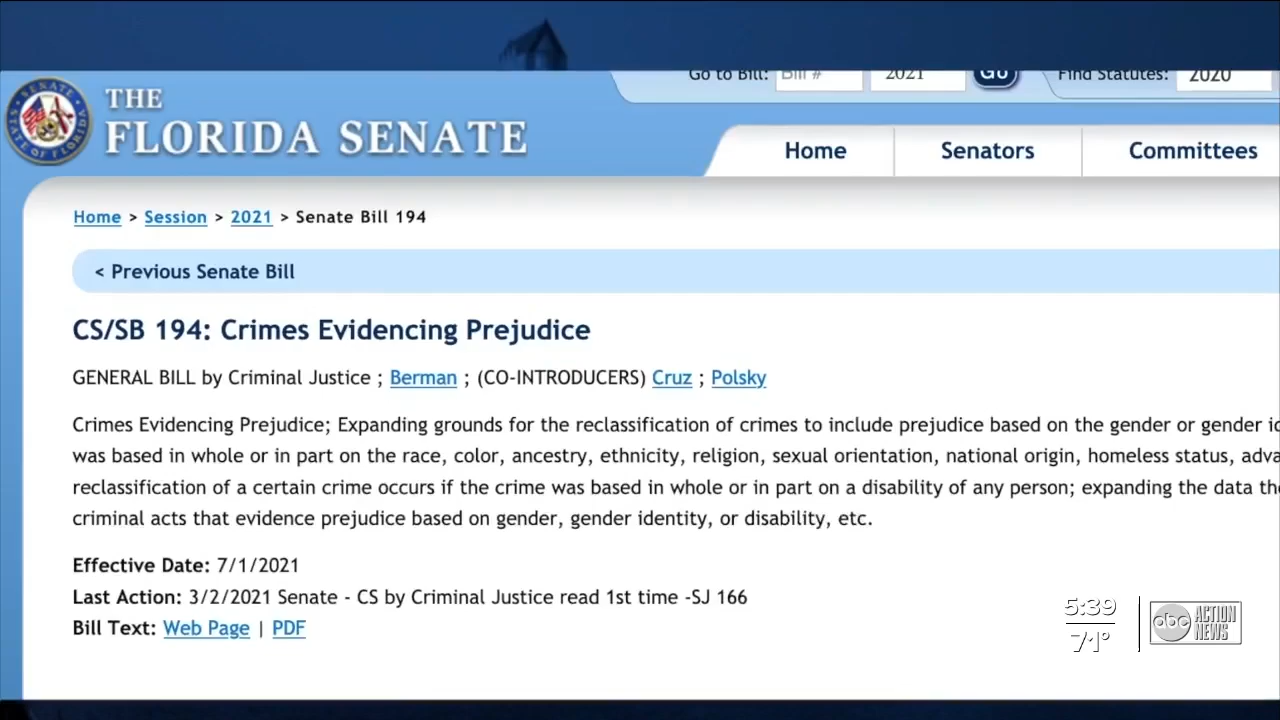 Go to Bill: Bill # 2021 Go Find Statutes: 2020
THE
FLORIDA SENATE
SENATE
STATE OF FLORIDA
Home Senators Committees
Home > Session > 2021 > Senate Bill 194
< Previous Senate Bill
CS/SB 194: Crimes Evidencing Prejudice
GENERAL BILL by Criminal Justice ; Berman ; (CO-INTRODUCERS) Cruz ; Polsky
Crimes Evidencing Prejudice; Expanding grounds for the reclassification of crimes to include prejudice based on the gender or gender
was based in whole or in part on the race, color, ancestry, ethnicity, religion, sexual orientation, national origin, homeless status,
reclassification of a certain crime occurs if the crime was based in whole or in part on a disability of any person; expanding the data
criminal acts that evidence prejudice based on gender, gender identity, or disability, etc.
Effective Date: 7/1/2021
Last Action: 3/2/2021 Senate - CS by Criminal Justice read 1st time -SJ 166
Bill Text: Web Page | PDF
5:39
71°
abc ACTION
NEWS